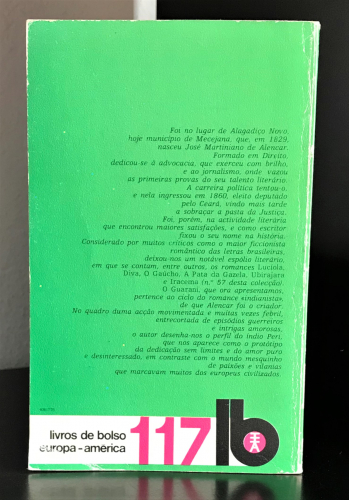 Foi no lugar de Alagadiço Novo,
hoje município de Mecejana, que, em 1829,
nasceu José Martiniano de Alencar.
Formado em Direito,
dedicou-se à advocacia, que exerceu com brilho,
e ao jornalismo, onde vazou
as primeiras provas do seu talento literário.
A carreira política tentou-o,
e nela ingressou em 1860, eleito deputado
pelo Ceará, vindo mais tarde
a sobraçar a pasta da Justiça.
Foi, porém, na actividade literária
que encontrou maiores satisfações, e como escritor
fixou o seu nome na história.
Considerado por muitos críticos como o maior ficcionista
romântico das letras brasileiras,
deixou-nos um notável espólio literário,
em que se contam, entre outros, os romances Lucíola,
Diva, O Gaúcho, A Pata da Gazela, Ubirajara
e Iracema (n.º 57 desta colecção).
O Guarani, que ora apresentamos,
pertence ao ciclo do romance sindianistas,
de que Alencar foi o criador.
No quadro duma acção movimentada e muitas vezes febril,
entrecortada de episódios guerreiros
e intrigas amorosas,
o autor desenha-nos o perfil do índio Peri,
que nos aparece como o protótipo
da dedicação sem limites e do amor puro
e desinteressado, em contraste com o mundo mesquinho
de paixões e vilanias
que marcavam muitos dos europeus civilizados.
livros de bolso
europa-américa
117 lb